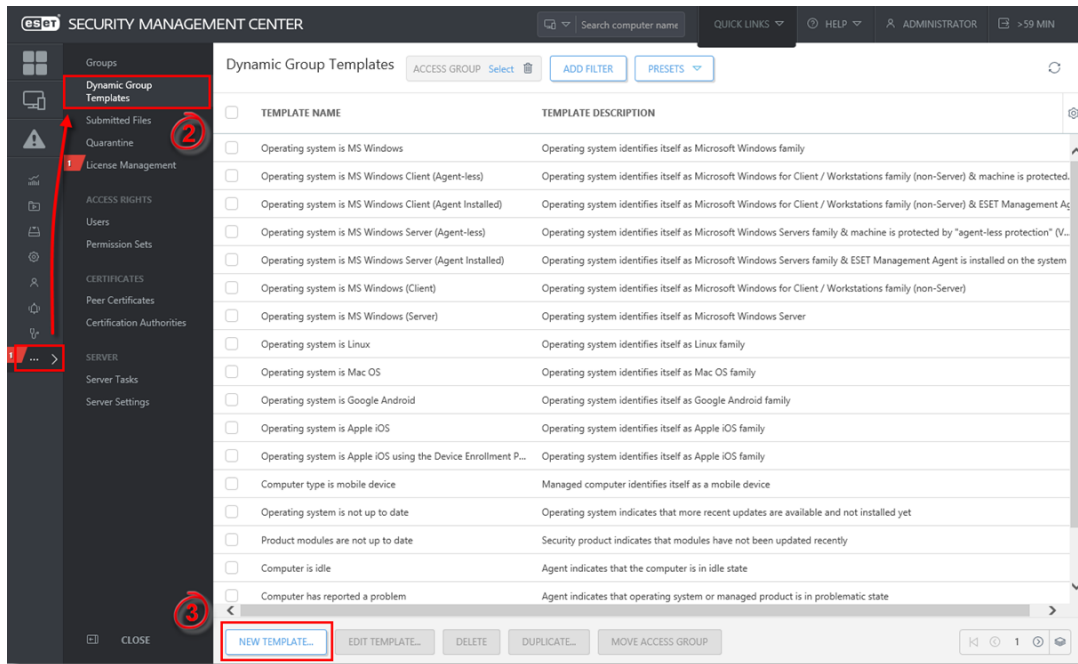 eset SECURITY MANAGEMENT CENTER Search computer name QUICK LINKS HELP ADMINISTRATOR >59 MIN
Groups
Dynamic Group
Templates
Submitted Files
2
Quarantine
1 License Management
ACCESS RIGHTS
Users
Permission Sets
CERTIFICATES
Peer Certificates
Certification Authorities
1 ...
SERVER
Server Tasks
Server Settings
CLOSE
Dynamic Group Templates ACCESS GROUP Select ADD FILTER PRESETS
TEMPLATE NAME TEMPLATE DESCRIPTION
Operating system is MS Windows Operating system identifies itself as Microsoft Windows family
Operating system is MS Windows Client (Agent-less) Operating system identifies itself as Microsoft Windows for Client / Workstations family (non-Server) & machine is protected.
Operating system is MS Windows Client (Agent Installed) Operating system identifies itself as Microsoft Windows for Client / Workstations family (non-Server) & ESET Management Ag
Operating system is MS Windows Server (Agent-less) Operating system identifies itself as Microsoft Windows Servers family & machine is protected by "agent-less protection" (V...
Operating system is MS Windows Server (Agent Installed) Operating system identifies itself as Microsoft Windows Servers family & ESET Management Agent is installed on the system
Operating system is MS Windows (Client) Operating system identifies itself as Microsoft Windows for Client / Workstations family (non-Server)
Operating system is MS Windows (Server) Operating system identifies itself as Microsoft Windows Server
Operating system is Linux Operating system identifies itself as Linux family
Operating system is Mac OS Operating system identifies itself as Mac OS family
Operating system is Google Android Operating system identifies itself as Google Android family
Operating system is Apple iOS Operating system identifies itself as Apple iOS family
Operating system is Apple iOS using the Device Enrollment P... Operating system identifies itself as Apple iOS family
Computer type is mobile device Managed computer identifies itself as a mobile device
Operating system is not up to date Operating system indicates that more recent updates are available and not installed yet
Product modules are not up to date Security product indicates that modules have not been updated recently
Computer is idle Agent indicates that the computer is in idle state
Computer has reported a problem Agent indicates that operating system or managed product is in problematic state
3
NEW TEMPLATE... EDIT TEMPLATE... DELETE DUPLICATE... MOVE ACCESS GROUP 1